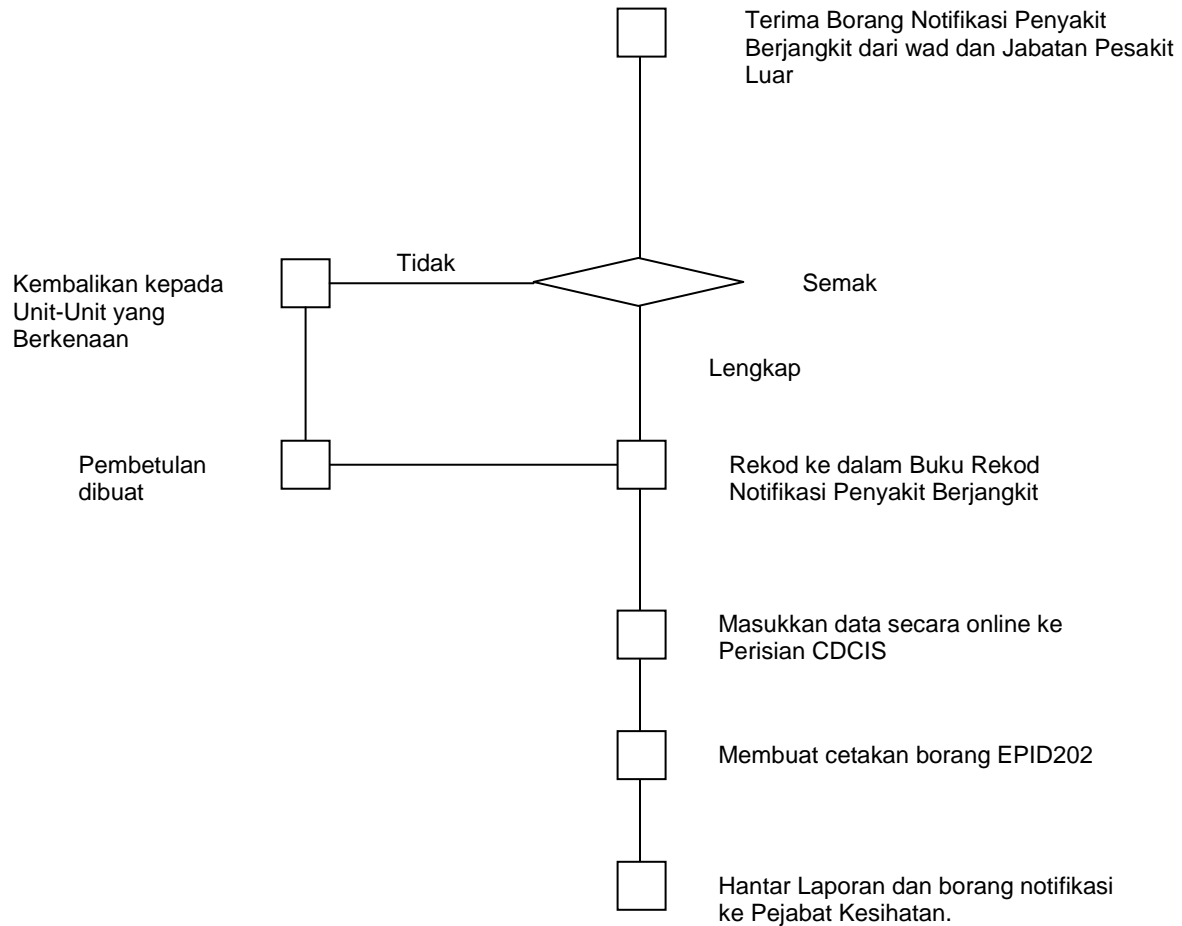 Terima Borang Notifikasi Penyakit
Berjangkit dari wad dan Jabatan Pesakit
Luar
Tidak
Kembalikan kepada
Unit-Unit yang
Berkenaan
Semak
Lengkap
Pembetulan
dibuat
Rekod ke dalam Buku Rekod
Notifikasi Penyakit Berjangkit
Masukkan data secara online ke
Perisian CDCIS
Membuat cetakan borang EPID202
Hantar Laporan dan borang notifikasi
ke Pejabat Kesihatan.